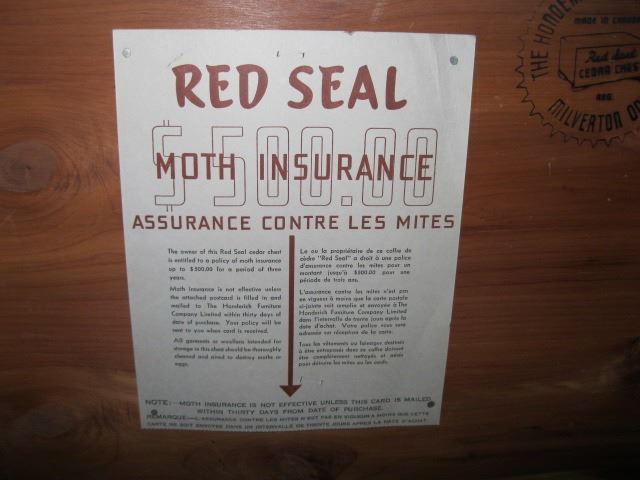 RED SEAL
$500.00
MOTH INSURANCE
ASSURANCE CONTRE LES MITES
The owner of this Red Seal cedar chest
is entitled to a policy of moth insurance
up to $500.00 for a period of three
years.
Moth insurance is not effective unless
the attached postcard is filled in and
mailed to The Honderich Furniture
Company Limited within thirty days of
date of purchase. Your policy will be
sent to you when card is received.
All garments or woollens intended for
storage in this chest should be thoroughly
cleaned and aired to destroy moths or
eggs.
Le ou la propriétaire de ce coffre de
cèdre "Red Seal" a droit à une police
d'assurance contre les mites pour un
montant jusqu'à $500.00 pour une
période de trois ans.
L'assurance contre les mites n'est pas
en vigueur à moins que la carte postale
ci-jointe soit remplie et envoyée à The
Honderich Furniture Company Limited
dans l'intervalle de trente jours après la
date d'achat. Votre police vous sera
adressée sur réception de la carte.
Tous les vêtements ou lainages destinés
à être entreposés dans ce coffre doivent
être complètement nettoyés et aérés
pour détruire les mites ou les oeufs.
NOTE:—MOTH INSURANCE IS NOT EFFECTIVE UNLESS THIS CARD IS MAILED
WITHIN THIRTY DAYS FROM DATE OF PURCHASE.
REMARQUE—L'ASSURANCE CONTRE LES MITES N'EST PAS EN VIGUEUR À MOINS QUE CETTE
CARTE NE SOIT ENVOYÉE DANS UN INTERVALLE DE TRENTE JOURS APRÈS LA DATE D'ACHAT.
THE HONDE
MADE IN CANADA
Red Seal
CEDAR CHEST
REG.
MILVERTON O